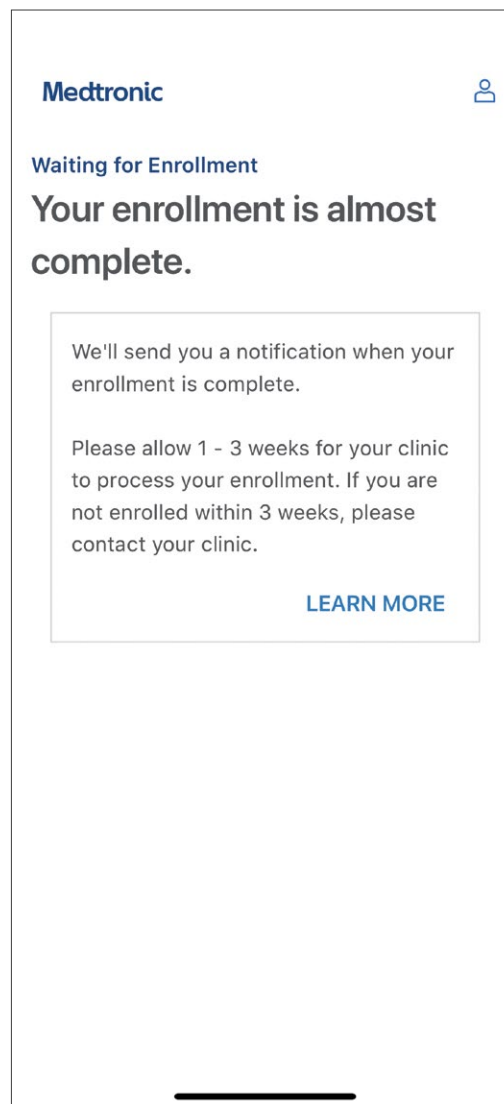 Medtronic
Waiting for Enrollment
Your enrollment is almost
complete.
We'll send you a notification when your
enrollment is complete.
Please allow 1 - 3 weeks for your clinic
to process your enrollment. If you are
not enrolled within 3 weeks, please
contact your clinic.
LEARN MORE